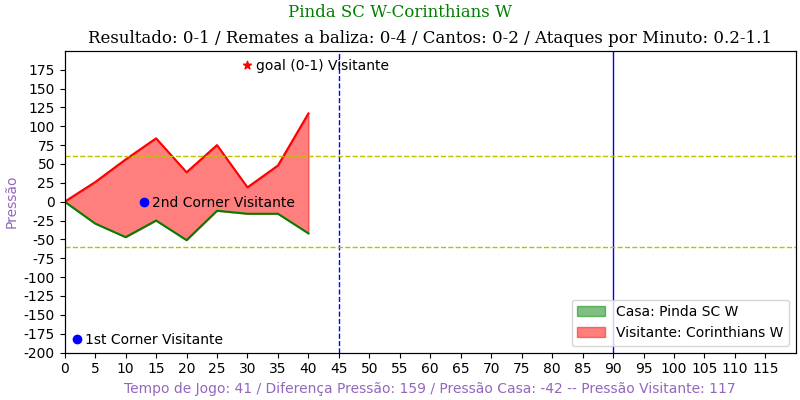 Pinda SC W-Corinthians W
Resultado: 0-1 / Remates a baliza: 0-4 / Cantos: 0-2 / Ataques por Minuto: 0.2-1.1
Pressão
175
150
125
100
75
50
25
0
-25
-50
-75
-100
-125
-150
-175
-200
goal (0-1) Visitante
2nd Corner Visitante
1st Corner Visitante
Casa: Pinda SC W
Visitante: Corinthians W
0 5 10 15 20 25 30 35 40 45 50 55 60 65 70 75 80 85 90 95 100 105 110 115
Tempo de Jogo: 41 / Diferença Pressão: 159 / Pressão Casa: -42 -- Pressão Visitante: 117